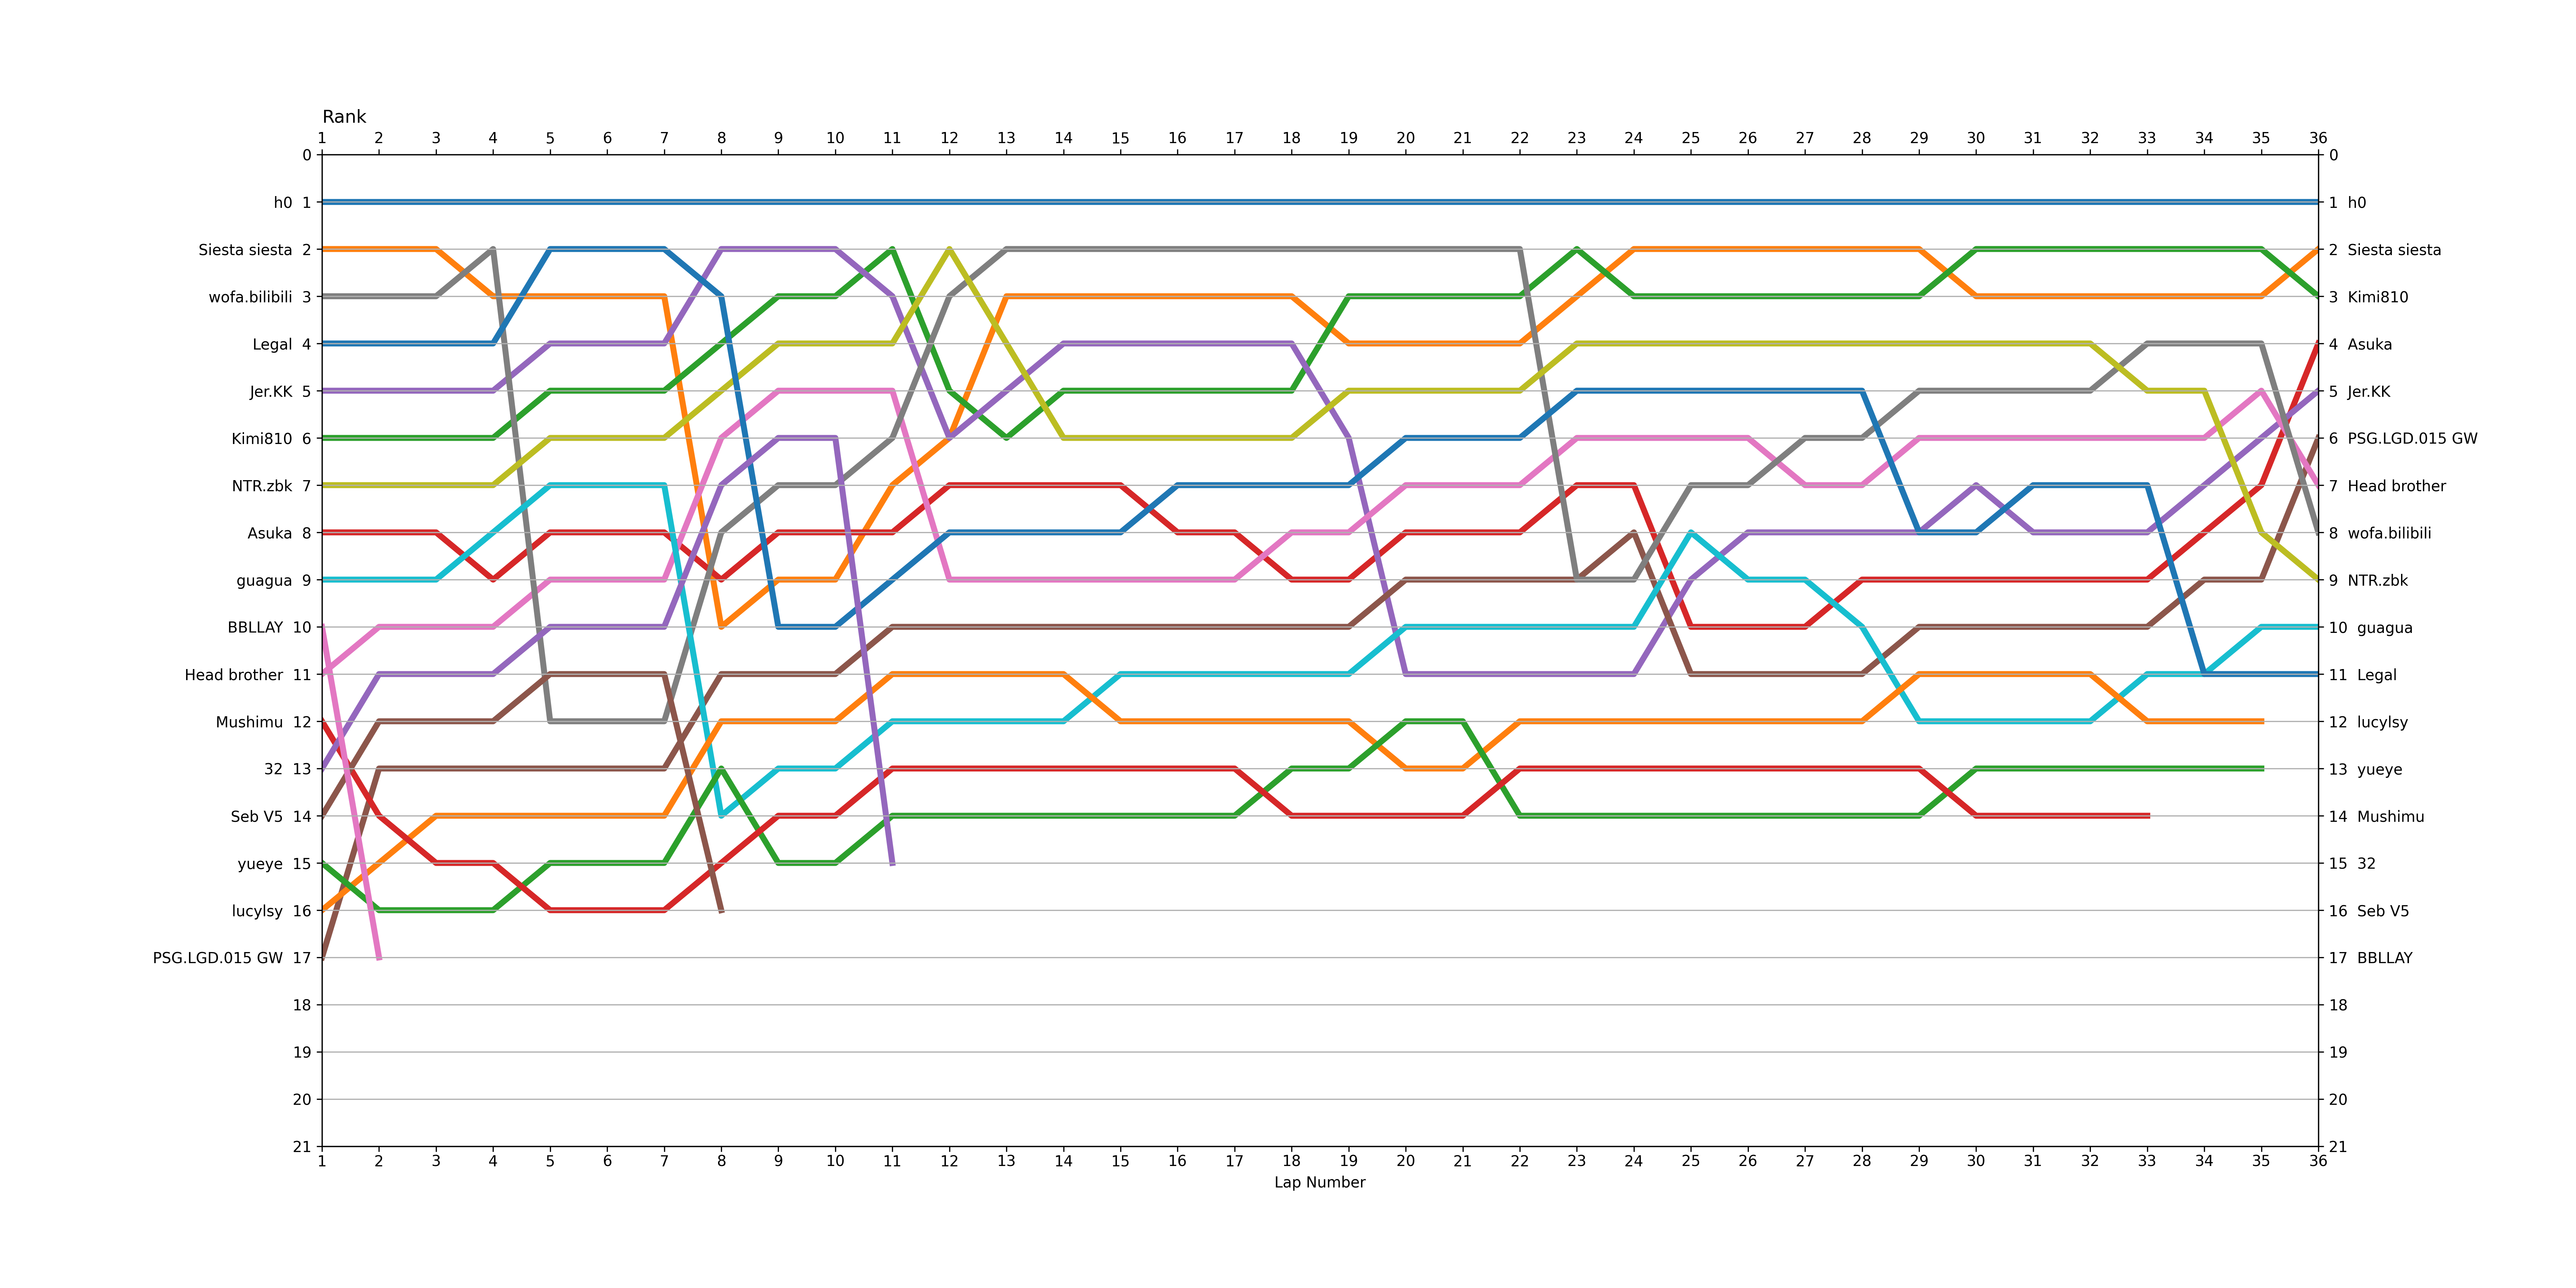 Rank
1 2 3 4 5 6 7 8 9 10 11 12 13 14 15 16 17 18 19 20 21 22 23 24 25 26 27 28 29 30 31 32 33 34 35 36
0 0
h0 1 1 h0
Siesta siesta 2 2 Siesta siesta
wofa.bilibili 3 3 Kimi810
Legal 4 4 Asuka
Jer.KK 5 5 Jer.KK
Kimi810 6 6 PSG.LGD.015 GW
NTR.zbk 7 7 Head brother
Asuka 8 8 wofa.bilibili
guagua 9 9 NTR.zbk
BBLLAY 10 10 guagua
Head brother 11 11 Legal
Mushimu 12 12 lucylsy
32 13 13 yueye
Seb V5 14 14 Mushimu
yueye 15 15 32
lucylsy 16 16 Seb V5
PSG.LGD.015 GW 17 17 BBLLAY
18 18
19 19
20 20
21 21
1 2 3 4 5 6 7 8 9 10 11 12 13 14 15 16 17 18 19 20 21 22 23 24 25 26 27 28 29 30 31 32 33 34 35 36
Lap Number